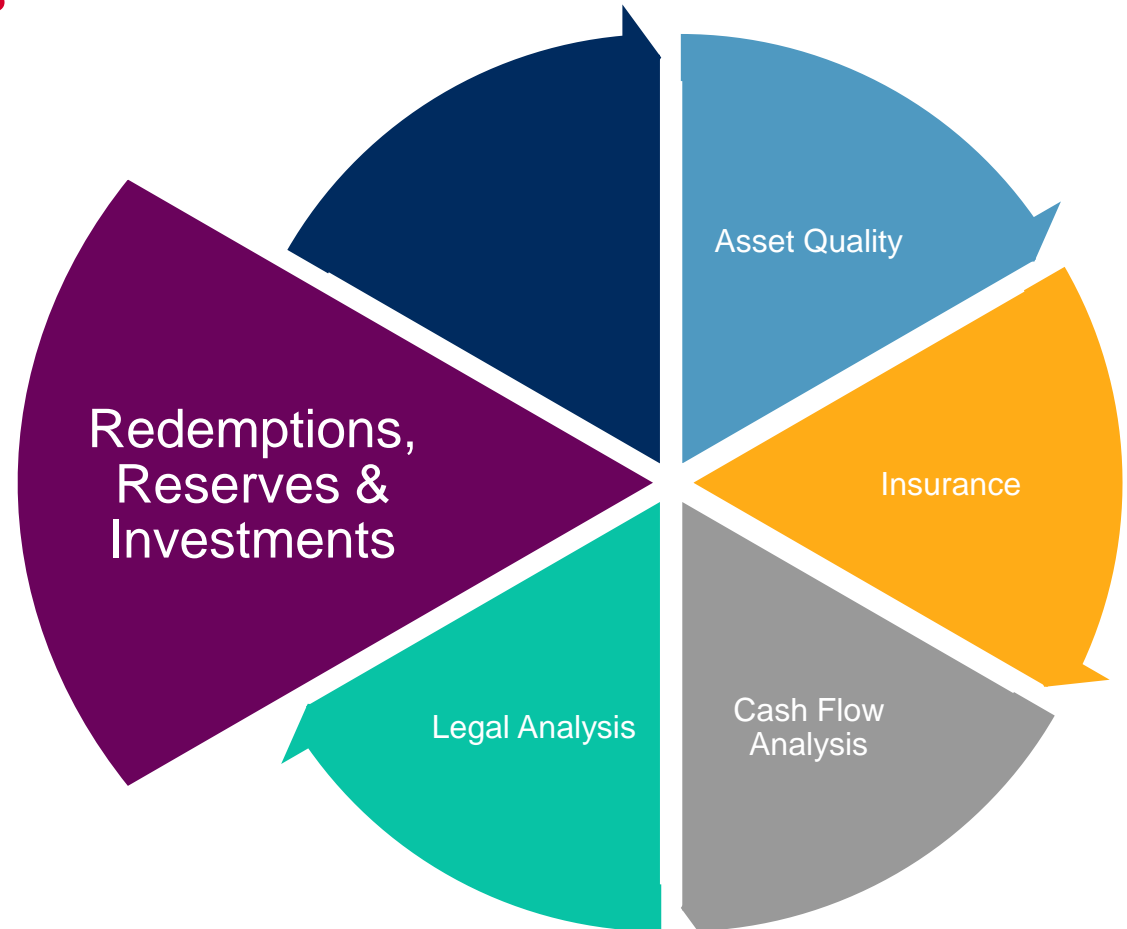 Asset Quality
Insurance
Cash Flow
Analysis
Legal Analysis
Redemptions,
Reserves &
Investments